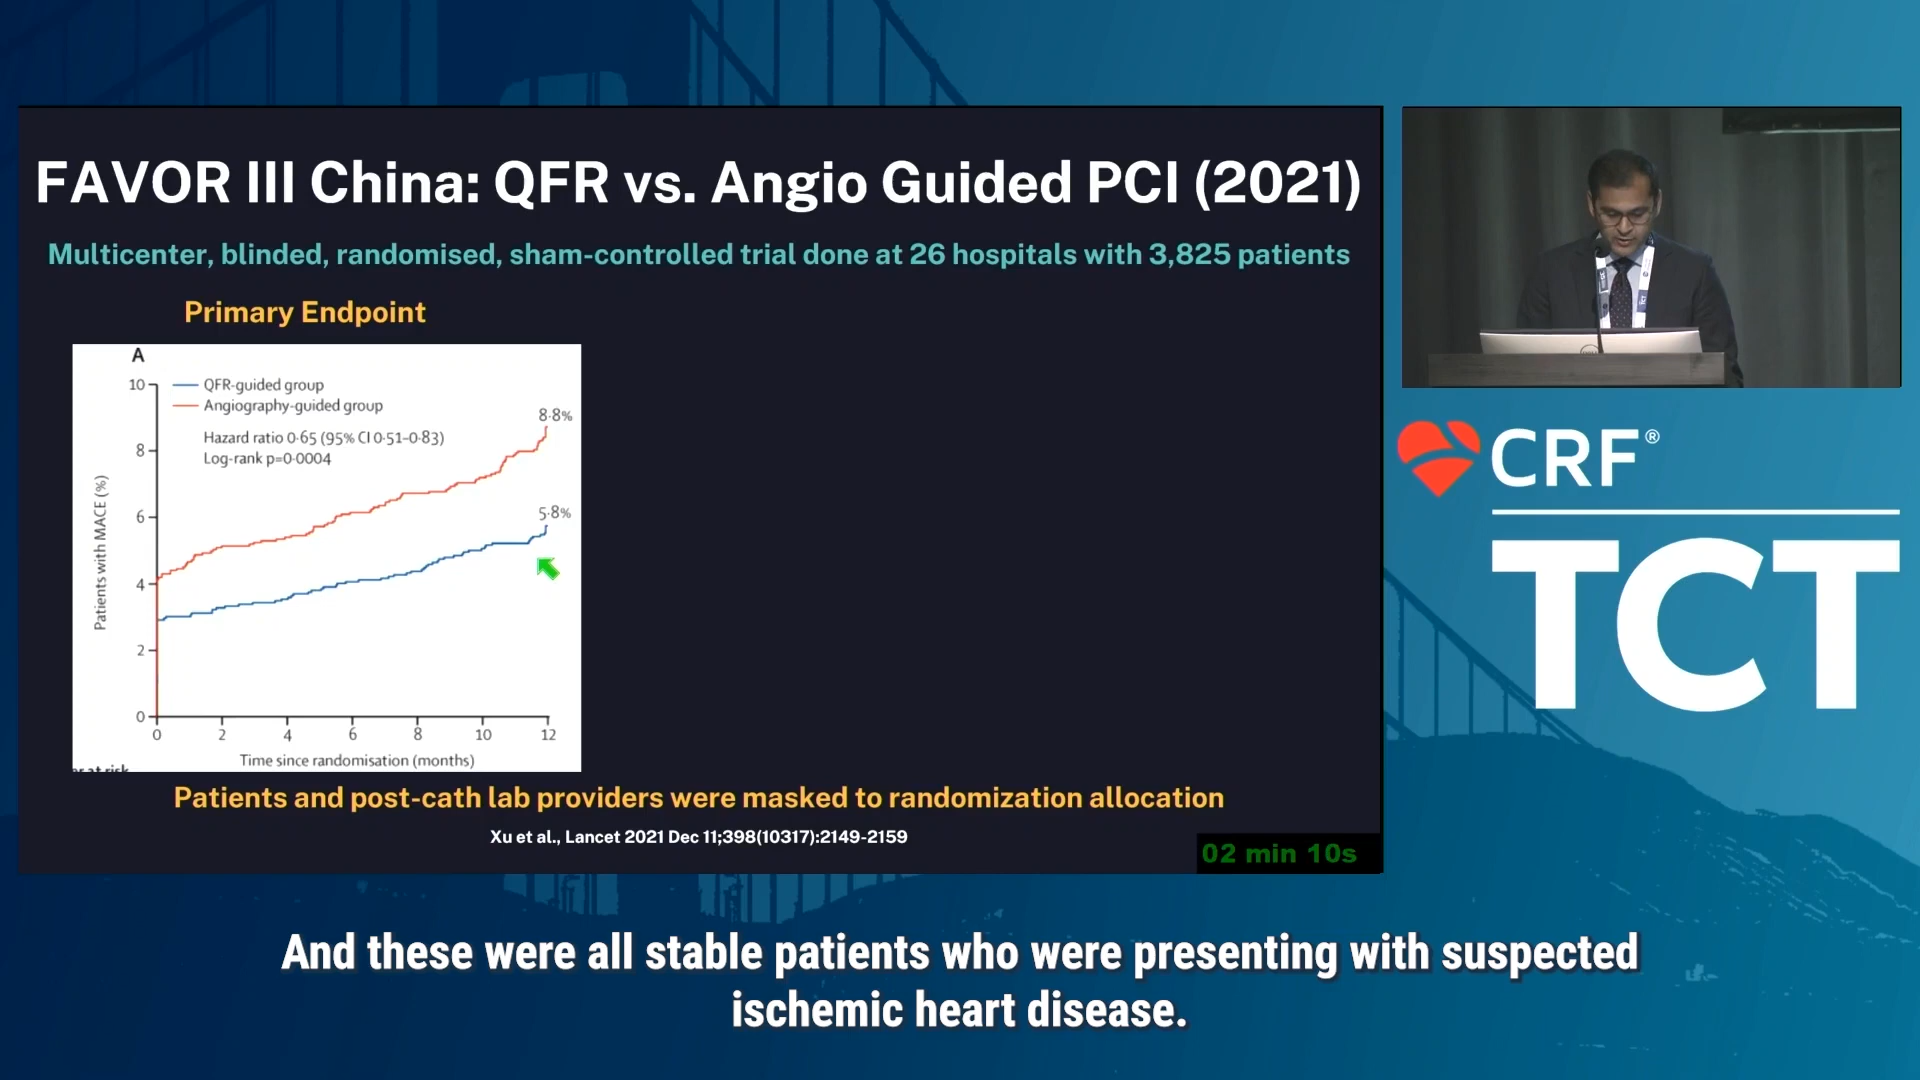 FAVOR III China: QFR vs. Angio Guided PCI (2021)
Multicenter, blinded, randomised, sham-controlled trial done at 26 hospitals with 3,825 patients
Primary Endpoint
A
QFR-guided group
Angiography-guided group
Hazard ratio 0·65 (95% CI 0·51–0·83)
Log-rank p=0·0004
8·8%
5·8%
Patients with MACE (%)
10
8
6
4
2
0
0 2 4 6 8 10 12
Time since randomisation (months)
at risk
Patients and post-cath lab providers were masked to randomization allocation
Xu et al., Lancet 2021 Dec 11;398(10317):2149-2159
02 min 10s
CRF®
TCT
And these were all stable patients who were presenting with suspected
ischemic heart disease.